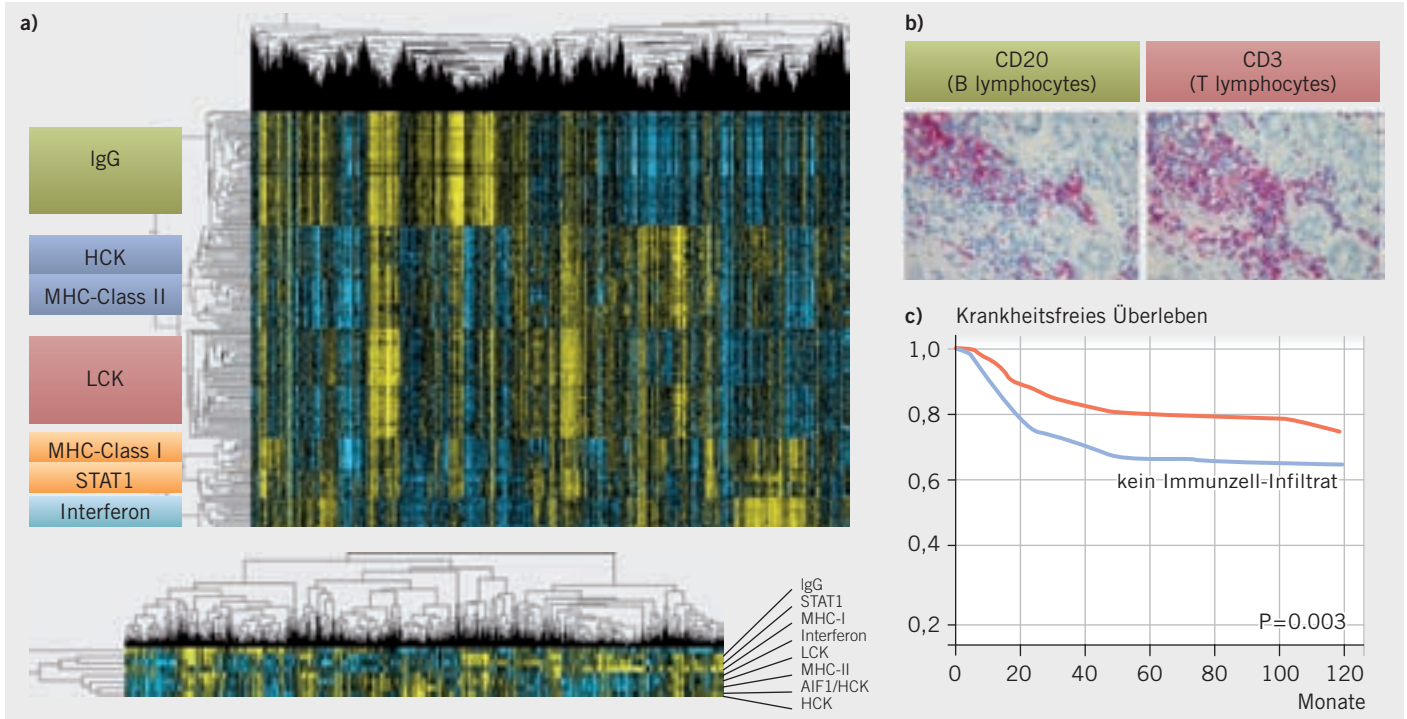 a)
IgG
HCK
MHC-Class II
LCK
MHC-Class I
STAT1
Interferon
IgG
STAT1
MHC-I
Interferon
LCK
MHC-II
AIF1/HCK
HCK
b)
CD20
(B lymphocytes)
CD3
(T lymphocytes)
c)
Krankheitsfreies Überleben
1,0
0,8
0,6
0,4
0,2
kein Immunzell-Infiltrat
P=0.003
0
20
40
60
80
100
120
Monate